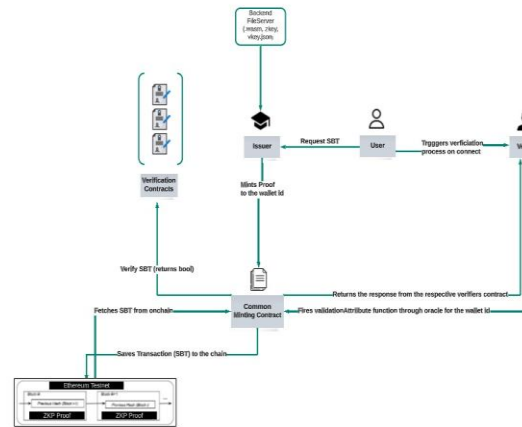 Backend
FileServer
(.wasm, zkey,
vkey.json)
Issuer
Request SBT
User
Trgggers verficiation
process on connect
Ve
Verification
Contracts
Mints Proof
to the wallet id
Verify SBT (returns bool)
Common
Minting Contract
Returns the response from the respective verifiers contract
Fetches SBT from onchain
Fires validationAttribute function through oracle for the wallet id
Saves Transaction (SBT) to the chain
Ethereum Testnet
ZKP Proof
ZKP Proof